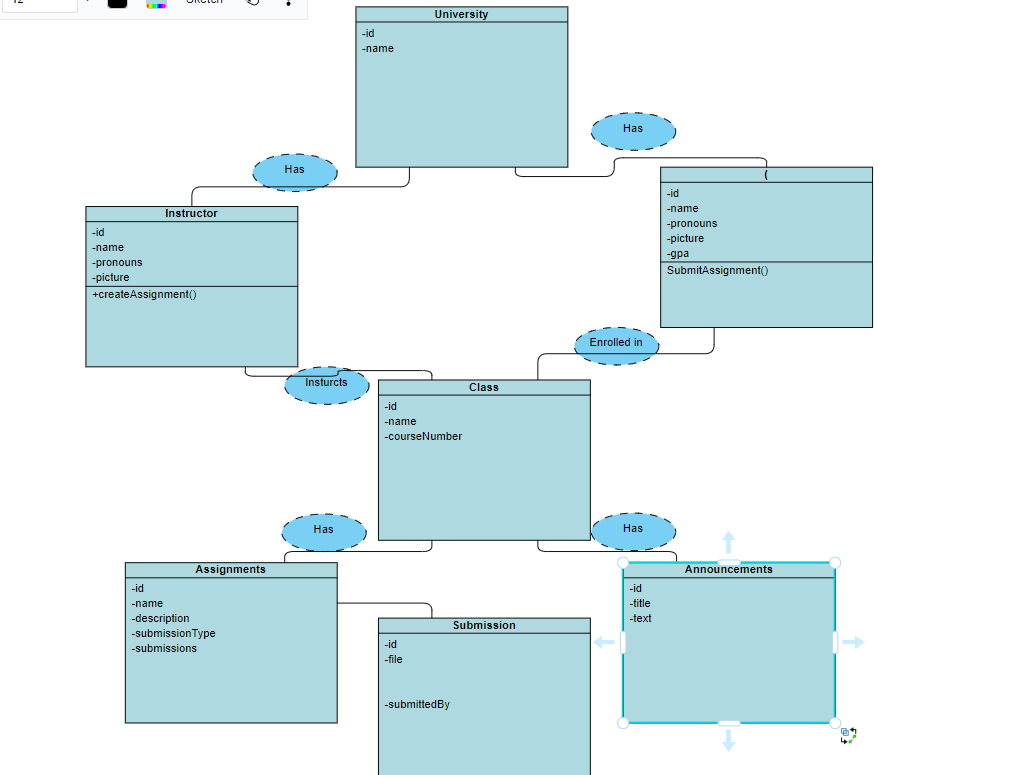 University
-id
-name
Has
Has
(
-id
-name
-pronouns
-picture
-gpa
SubmitAssignment()
Instructor
-id
-name
-pronouns
-picture
+createAssignment()
Enrolled in
Insturcts
Class
-id
-name
-courseNumber
Has
Has
Assignments
-id
-name
-description
-submissionType
-submissions
Submission
-id
-file
-submittedBy
Announcements
-id
-title
-text